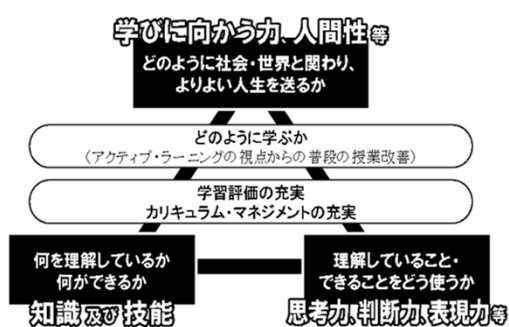 学びに向かう力、人間性 等
どのように社会・世界と関わり、
よりよい人生を送るか
どのように学ぶか
(アクティブ・ラーニングの視点からの普段の授業改善)
学習評価の充実
カリキュラム・マネジメントの充実
何を理解しているか
何ができるか
知識 及び 技能
理解していること・
できることをどう使うか
思考力、判断力、表現力 等